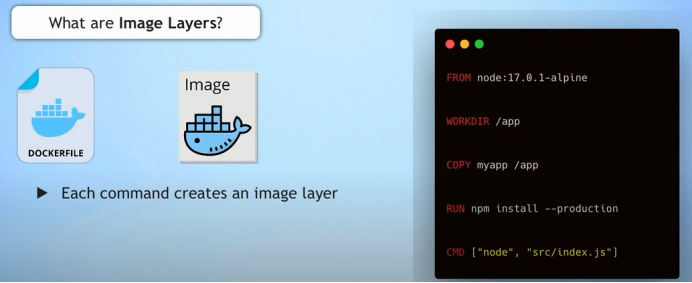 What are Image Layers?
DOCKERFILE
Image
▶ Each command creates an image layer
FROM node:17.0.1-alpine
WORKDIR /app
COPY myapp /app
RUN npm install --production
CMD ["node", "src/index.js"]